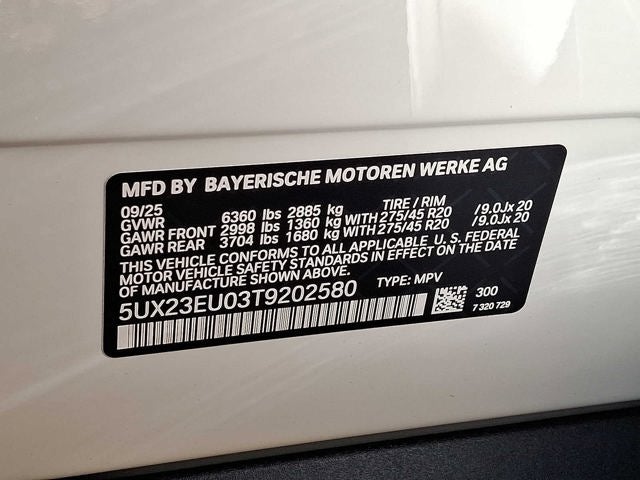 MFD BY BAYERISCHE MOTOREN WERKE AG
09/25 TIRE / RIM
GVWR 6360 lbs 2885 kg
GAWR FRONT 2998 lbs 1360 kg WITH 275/45 R20 /9.0Jx 20
GAWR REAR 3704 lbs 1680 kg WITH 275/45 R20 /9.0Jx 20
THIS VEHICLE CONFORMS TO ALL APPLICABLE U. S. FEDERAL
MOTOR VEHICLE SAFETY STANDARDS IN EFFECT ON THE DATE
OF MANUFACTURE SHOWN ABOVE.
5UX23EU03T9202580 TYPE: MPV
300
7 320 729